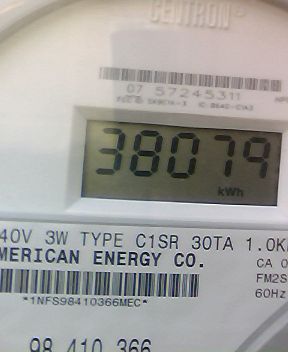 CENTRON®
07 57245311
38079
kWh
40V 3W TYPE C1SR 30TA 1.0K
MERICAN ENERGY CO.
CA 0
FM2S
60Hz
*1NFS98410366MEC*
98 410 366